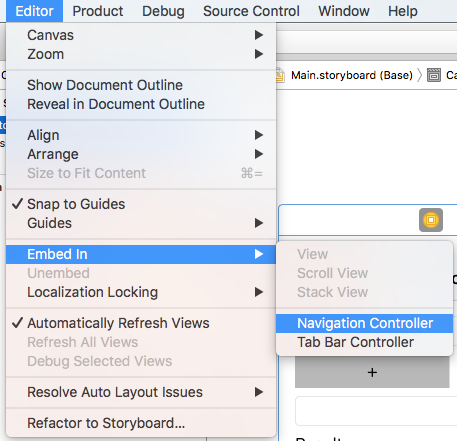 Editor Product Debug Source Control Window Help
Canvas
Zoom
Main.storyboard (Base) Ca
Show Document Outline
Reveal in Document Outline
Align
Arrange
Size to Fit Content ⌘=
✓ Snap to Guides
Guides
Embed In
View
Unembed
Scroll View
Localization Locking
Stack View
✓ Automatically Refresh Views
Navigation Controller
Refresh All Views
Tab Bar Controller
Debug Selected Views
+
Resolve Auto Layout Issues
Refactor to Storyboard...